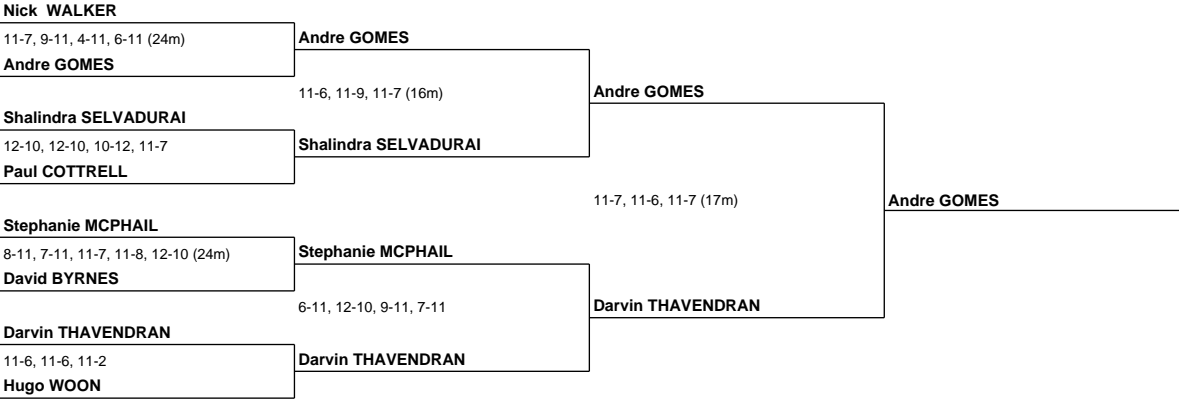 Nick  WALKER
11-7, 9-11, 4-11, 6-11 (24m)
Andre GOMES
Andre GOMES
11-6, 11-9, 11-7 (16m)
Andre GOMES
Shalindra SELVADURAI
12-10, 12-10, 10-12, 11-7
Shalindra SELVADURAI
Paul COTTRELL
11-7, 11-6, 11-7 (17m)
Andre GOMES
Stephanie MCPHAIL
8-11, 7-11, 11-7, 11-8, 12-10 (24m)
Stephanie MCPHAIL
David BYRNES
6-11, 12-10, 9-11, 7-11
Darvin THAVENDRAN
Darvin THAVENDRAN
11-6, 11-6, 11-2
Darvin THAVENDRAN
Hugo WOON